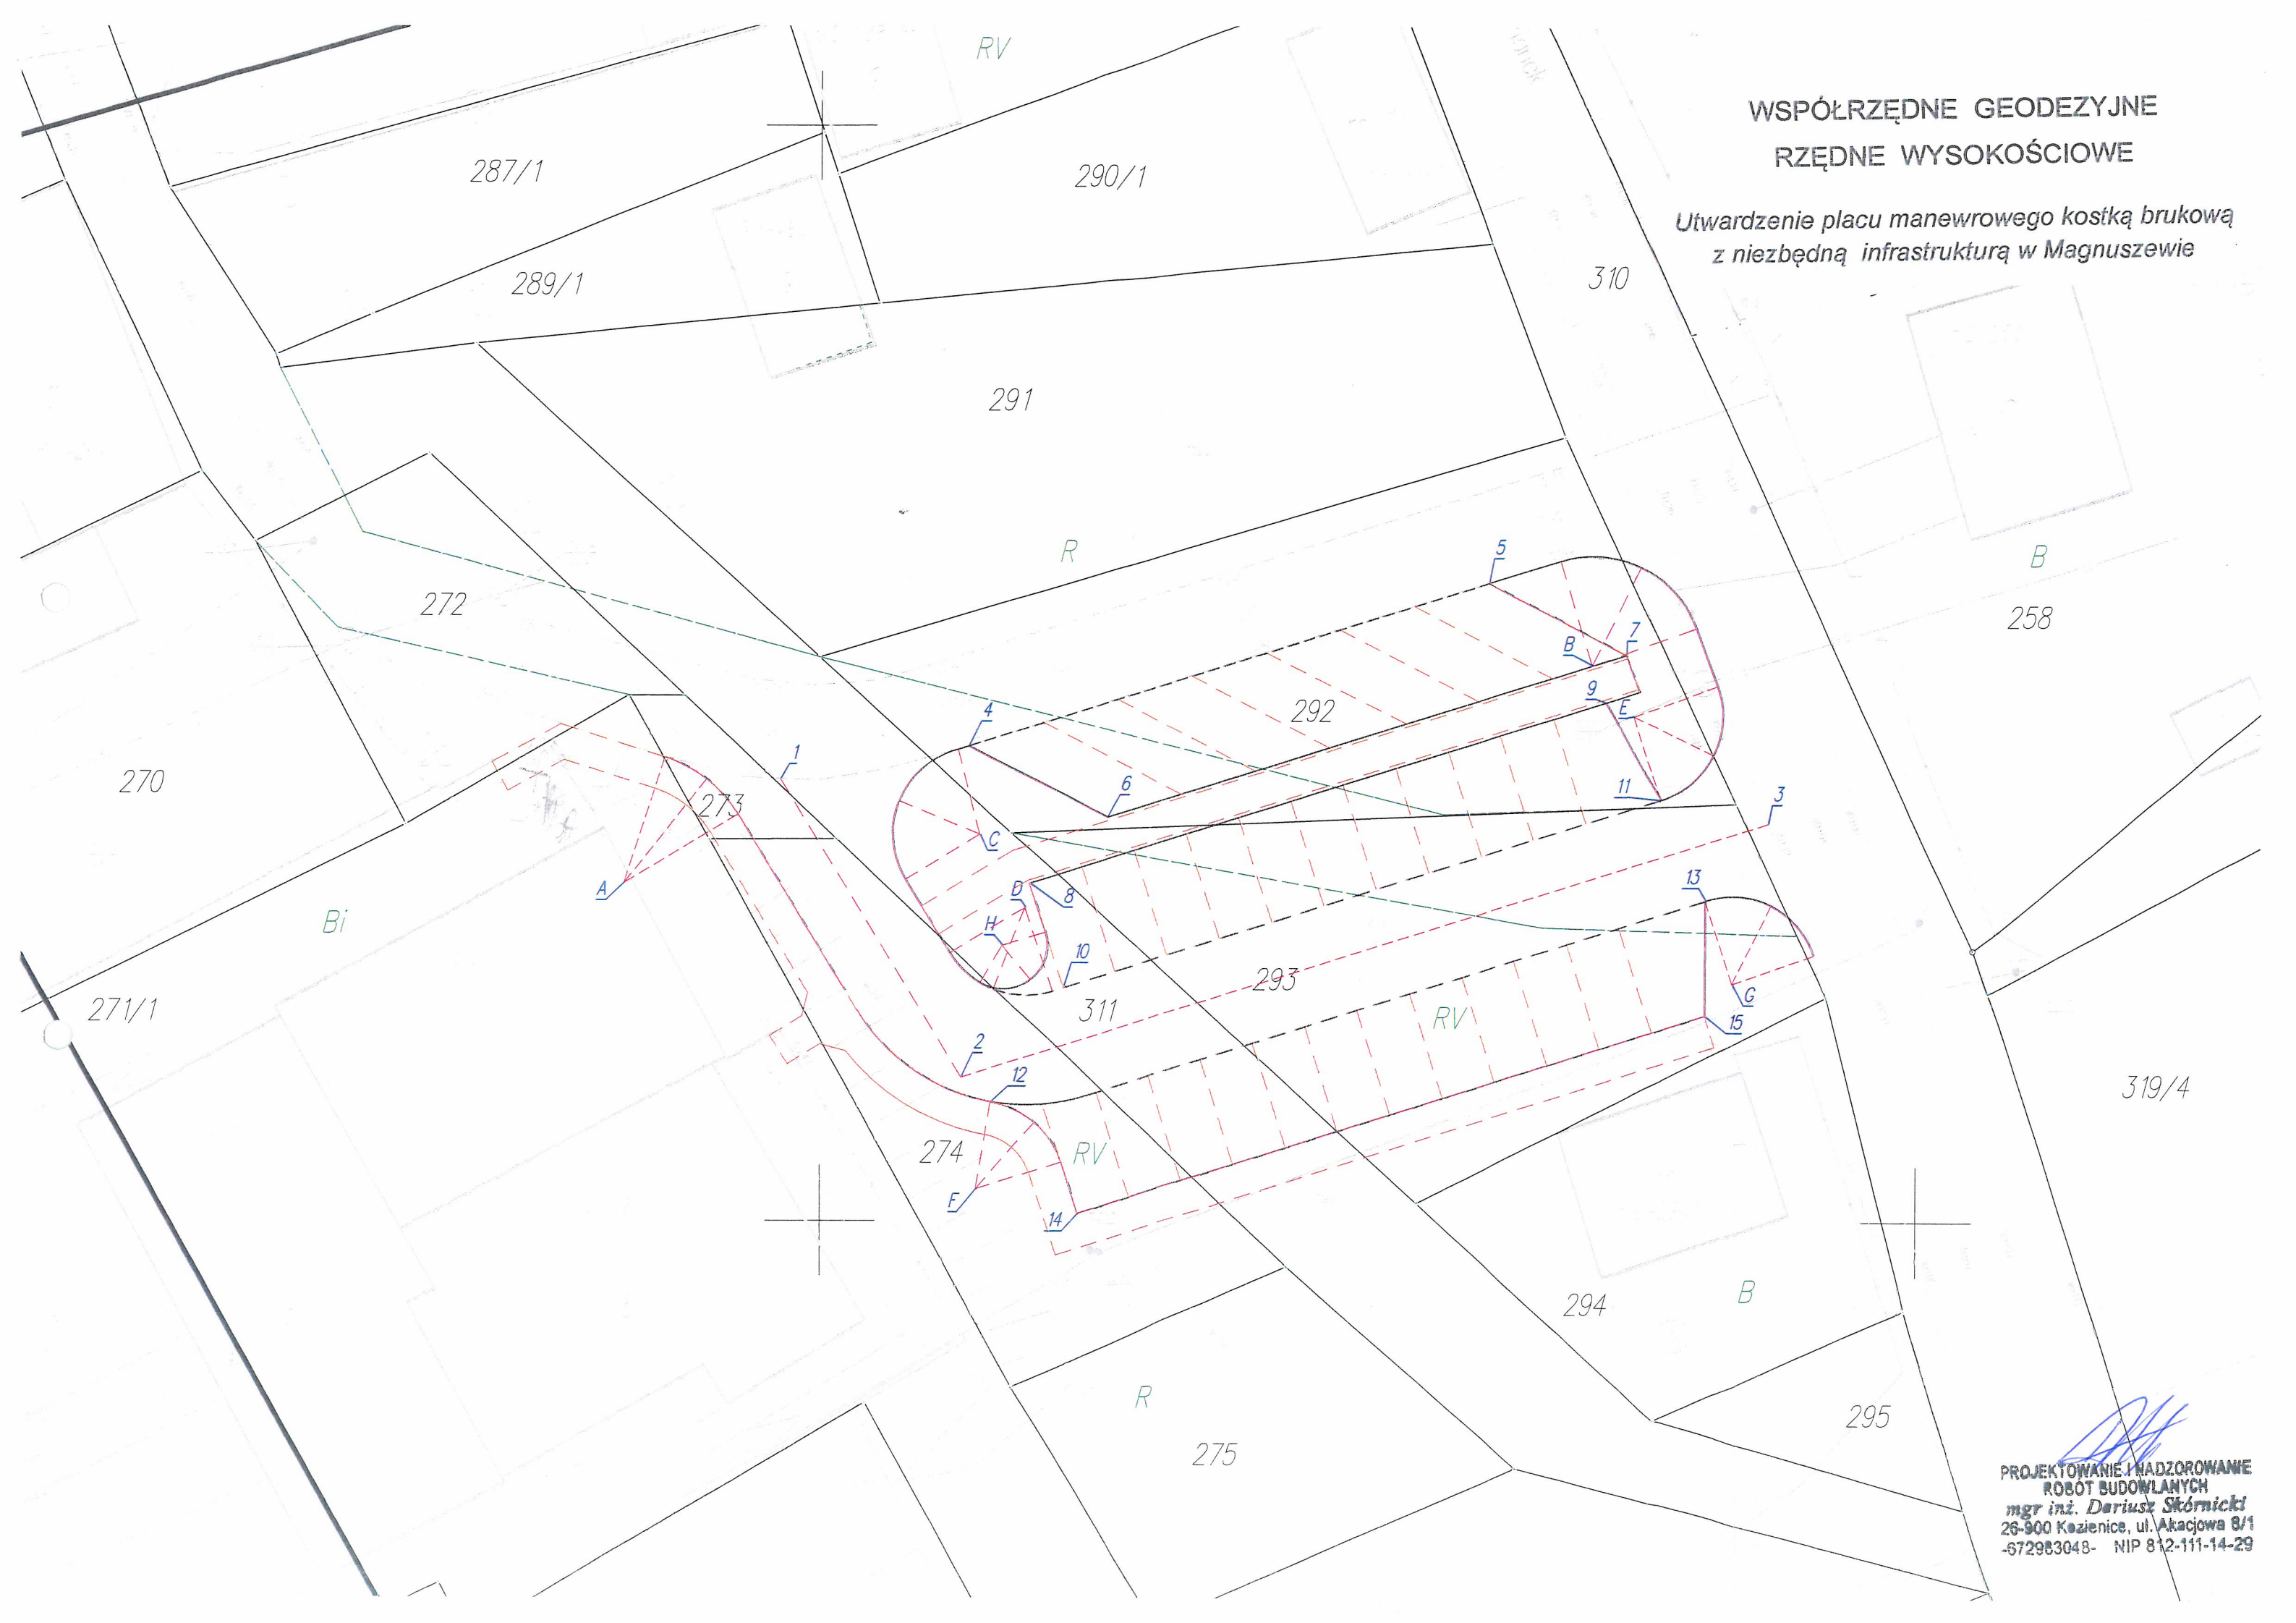 RV
WSPÓŁRZĘDNE GEODEZYJNE
RZĘDNE WYSOKOŚCIOWE
287/1
290/1
Utwardzenie placu manewrowego kostką brukową
z niezbędną infrastrukturą w Magnuszewie
289/1
310
291
R
5
B
272
258
B
7
9
E
4
292
1
6
270
273
11
3
C
A
D
8
13
Bi
H
10
293
G
271/1
311
RV
15
2
12
319/4
274
RV
F
14
B
294
R
295
275
PROJEKTOWANIE I NADZOROWANIE
ROBÓT BUDOWLANYCH
mgr inż. Dariusz Skórnicki
26-900 Kozienice, ul. Akacjowa 8/1
-672983048- NIP 812-111-14-29